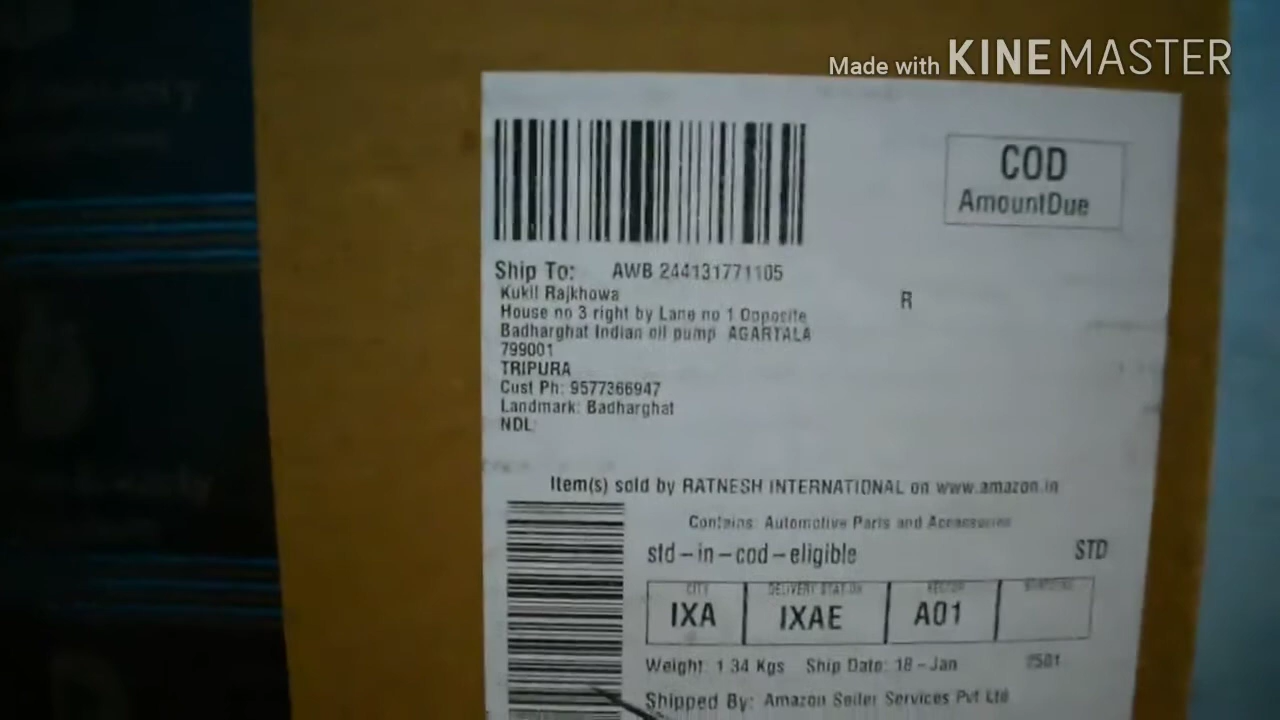 Made with KINEMASTER
COD
AmountDue
Ship To: AWB 244131771105
Kukil Rajkhowa
R
House no 3 right by Lane no 1 Opposite
Badharghat Indian oil pump AGARTALA
799001
TRIPURA
Cust Ph: 9577366947
Landmark: Badharghat
NDL:
Item(s) sold by RATNESH INTERNATIONAL on www.amazon.in
Contains: Automotive Parts and Accessories
std-in-cod-eligible STD
CITY DELIVERY STATION
IXA IXAE A01
Weight: 1.34 Kgs Ship Date: 18-Jan
Shipped By: Amazon Seller Services Pvt Ltd